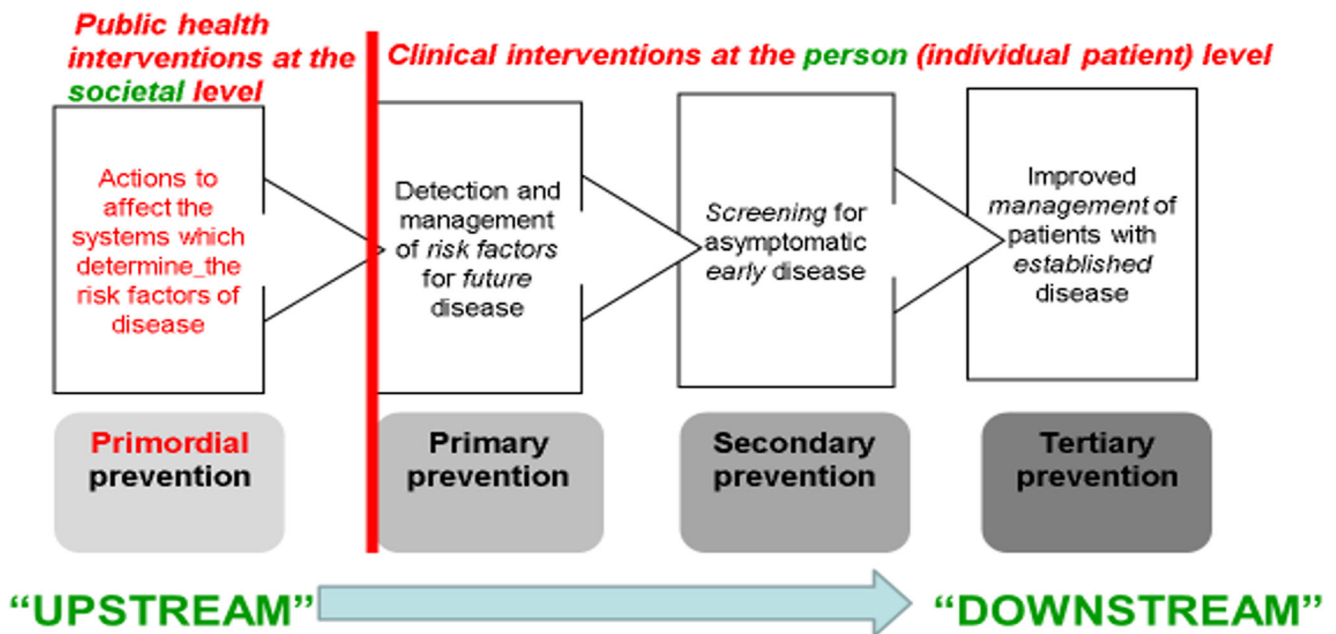 Public health
interventions at the
societal level
Clinical interventions at the person (individual patient) level
Actions to
affect the
systems which
determine_the
risk factors of
disease
Detection and
management
of risk factors
for future
disease
Screening for
asymptomatic
early disease
Improved
management of
patients with
established
disease
Primordial
prevention
Primary
prevention
Secondary
prevention
Tertiary
prevention
“UPSTREAM”
“DOWNSTREAM”